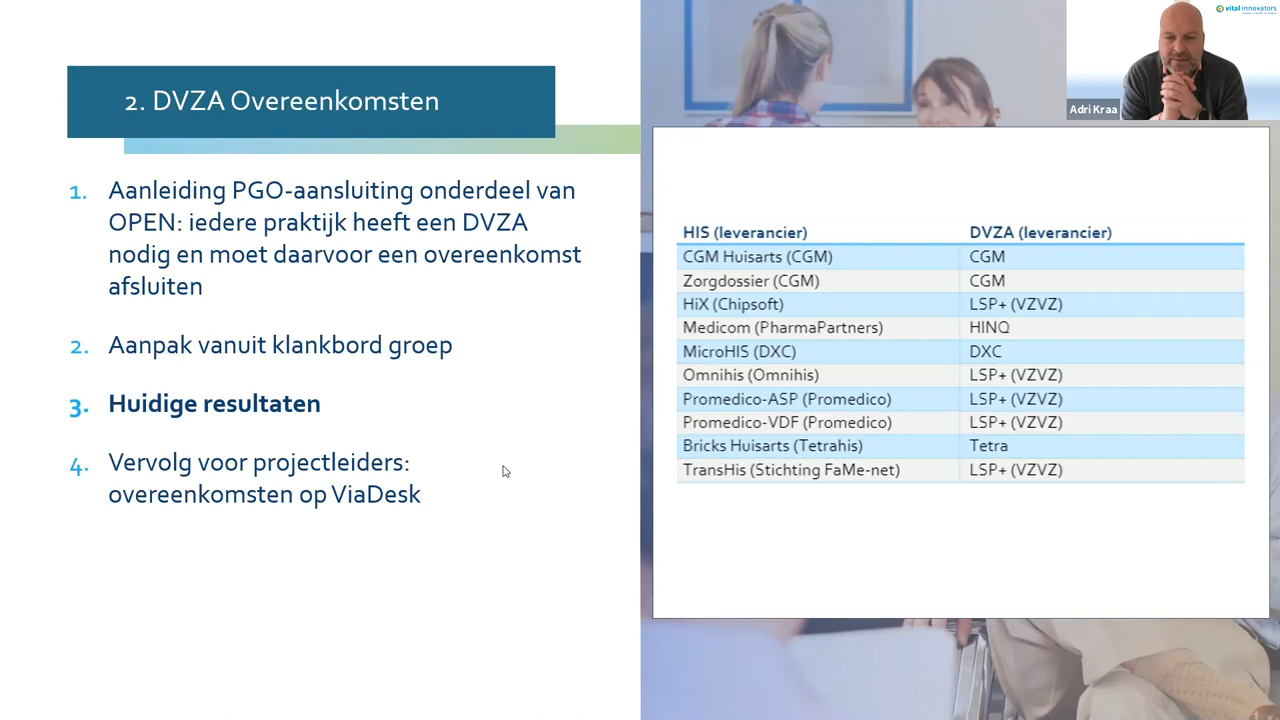 2. DVZA Overeenkomsten
1. Aanleiding PGO-aansluiting onderdeel van
OPEN: iedere praktijk heeft een DVZA
nodig en moet daarvoor een overeenkomst
afsluiten
2. Aanpak vanuit klankbord groep
3. Huidige resultaten
4. Vervolg voor projectleiders:
overeenkomsten op ViaDesk
vital innovators
Adri Kraa
HIS (leverancier) DVZA (leverancier)
CGM Huisarts (CGM) CGM
Zorgdossier (CGM) CGM
HiX (Chipsoft) LSP+ (VZVZ)
Medicom (PharmaPartners) HINQ
MicroHIS (DXC) DXC
Omnihis (Omnihis) LSP+ (VZVZ)
Promedico-ASP (Promedico) LSP+ (VZVZ)
Promedico-VDF (Promedico) LSP+ (VZVZ)
Bricks Huisarts (Tetrahis) Tetra
TransHis (Stichting FaMe-net) LSP+ (VZVZ)